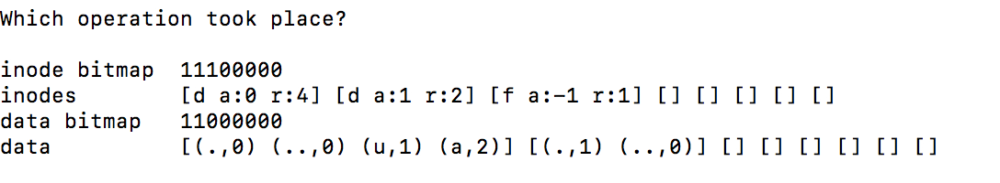 Which operation took place?
inode bitmap  11100000
inodes        [d a:0 r:4] [d a:1 r:2] [f a:-1 r:1] [] [] [] [] []
data bitmap   11000000
data          [(.,0) (..,0) (u,1) (a,2)] [(.,1) (..,0)] [] [] [] [] [] []